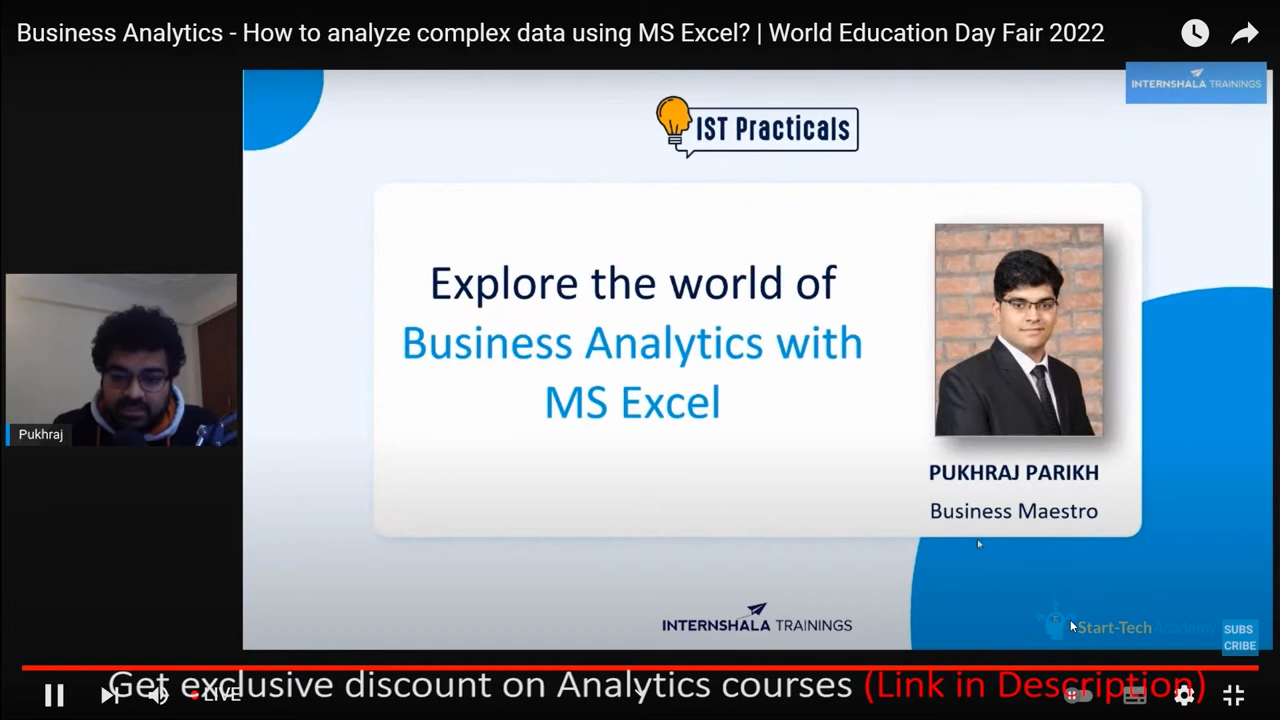 Business Analytics - How to analyze complex data using MS Excel? | World Education Day Fair 2022
INTERNSHALA TRAININGS
IST Practicals
Explore the world of
Business Analytics with
MS Excel
PUKHRAJ PARIKH
Business Maestro
Pukhraj
INTERNSHALA TRAININGS
Start-Tech Academy
SUBS
CRIBE
Get exclusive discount on Analytics courses (Link in Description)
LIVE